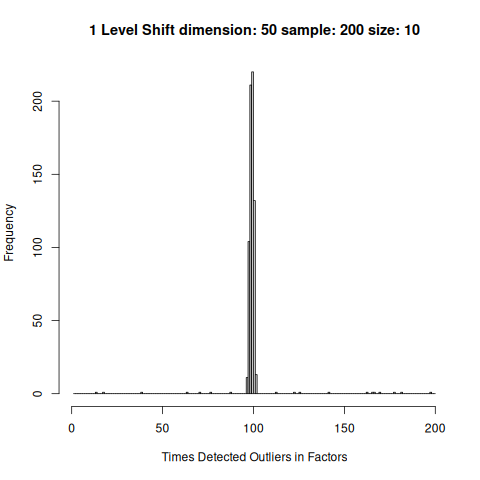 1 Level Shift dimension: 50 sample: 200 size: 10
Frequency
200
150
100
50
0
0 50 100 150 200
Times Detected Outliers in Factors